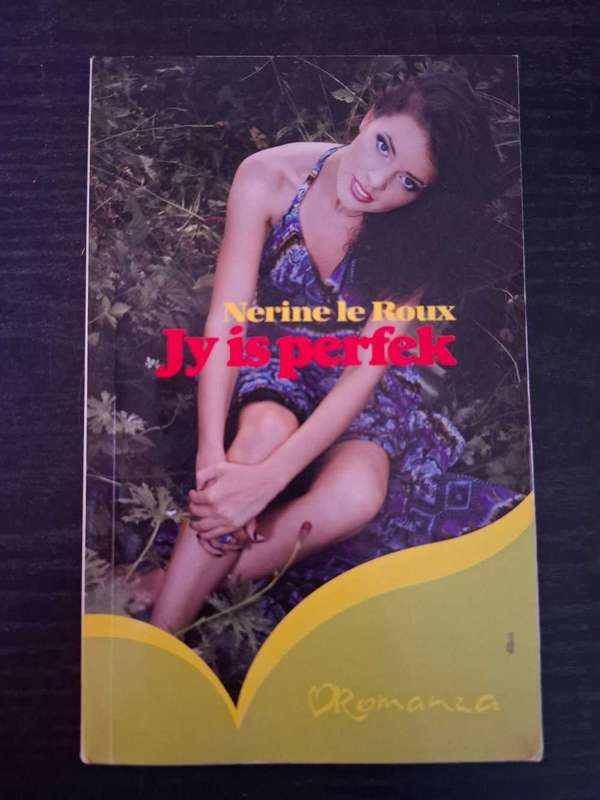 Nerine le Roux
Jy is perfek
Romanza